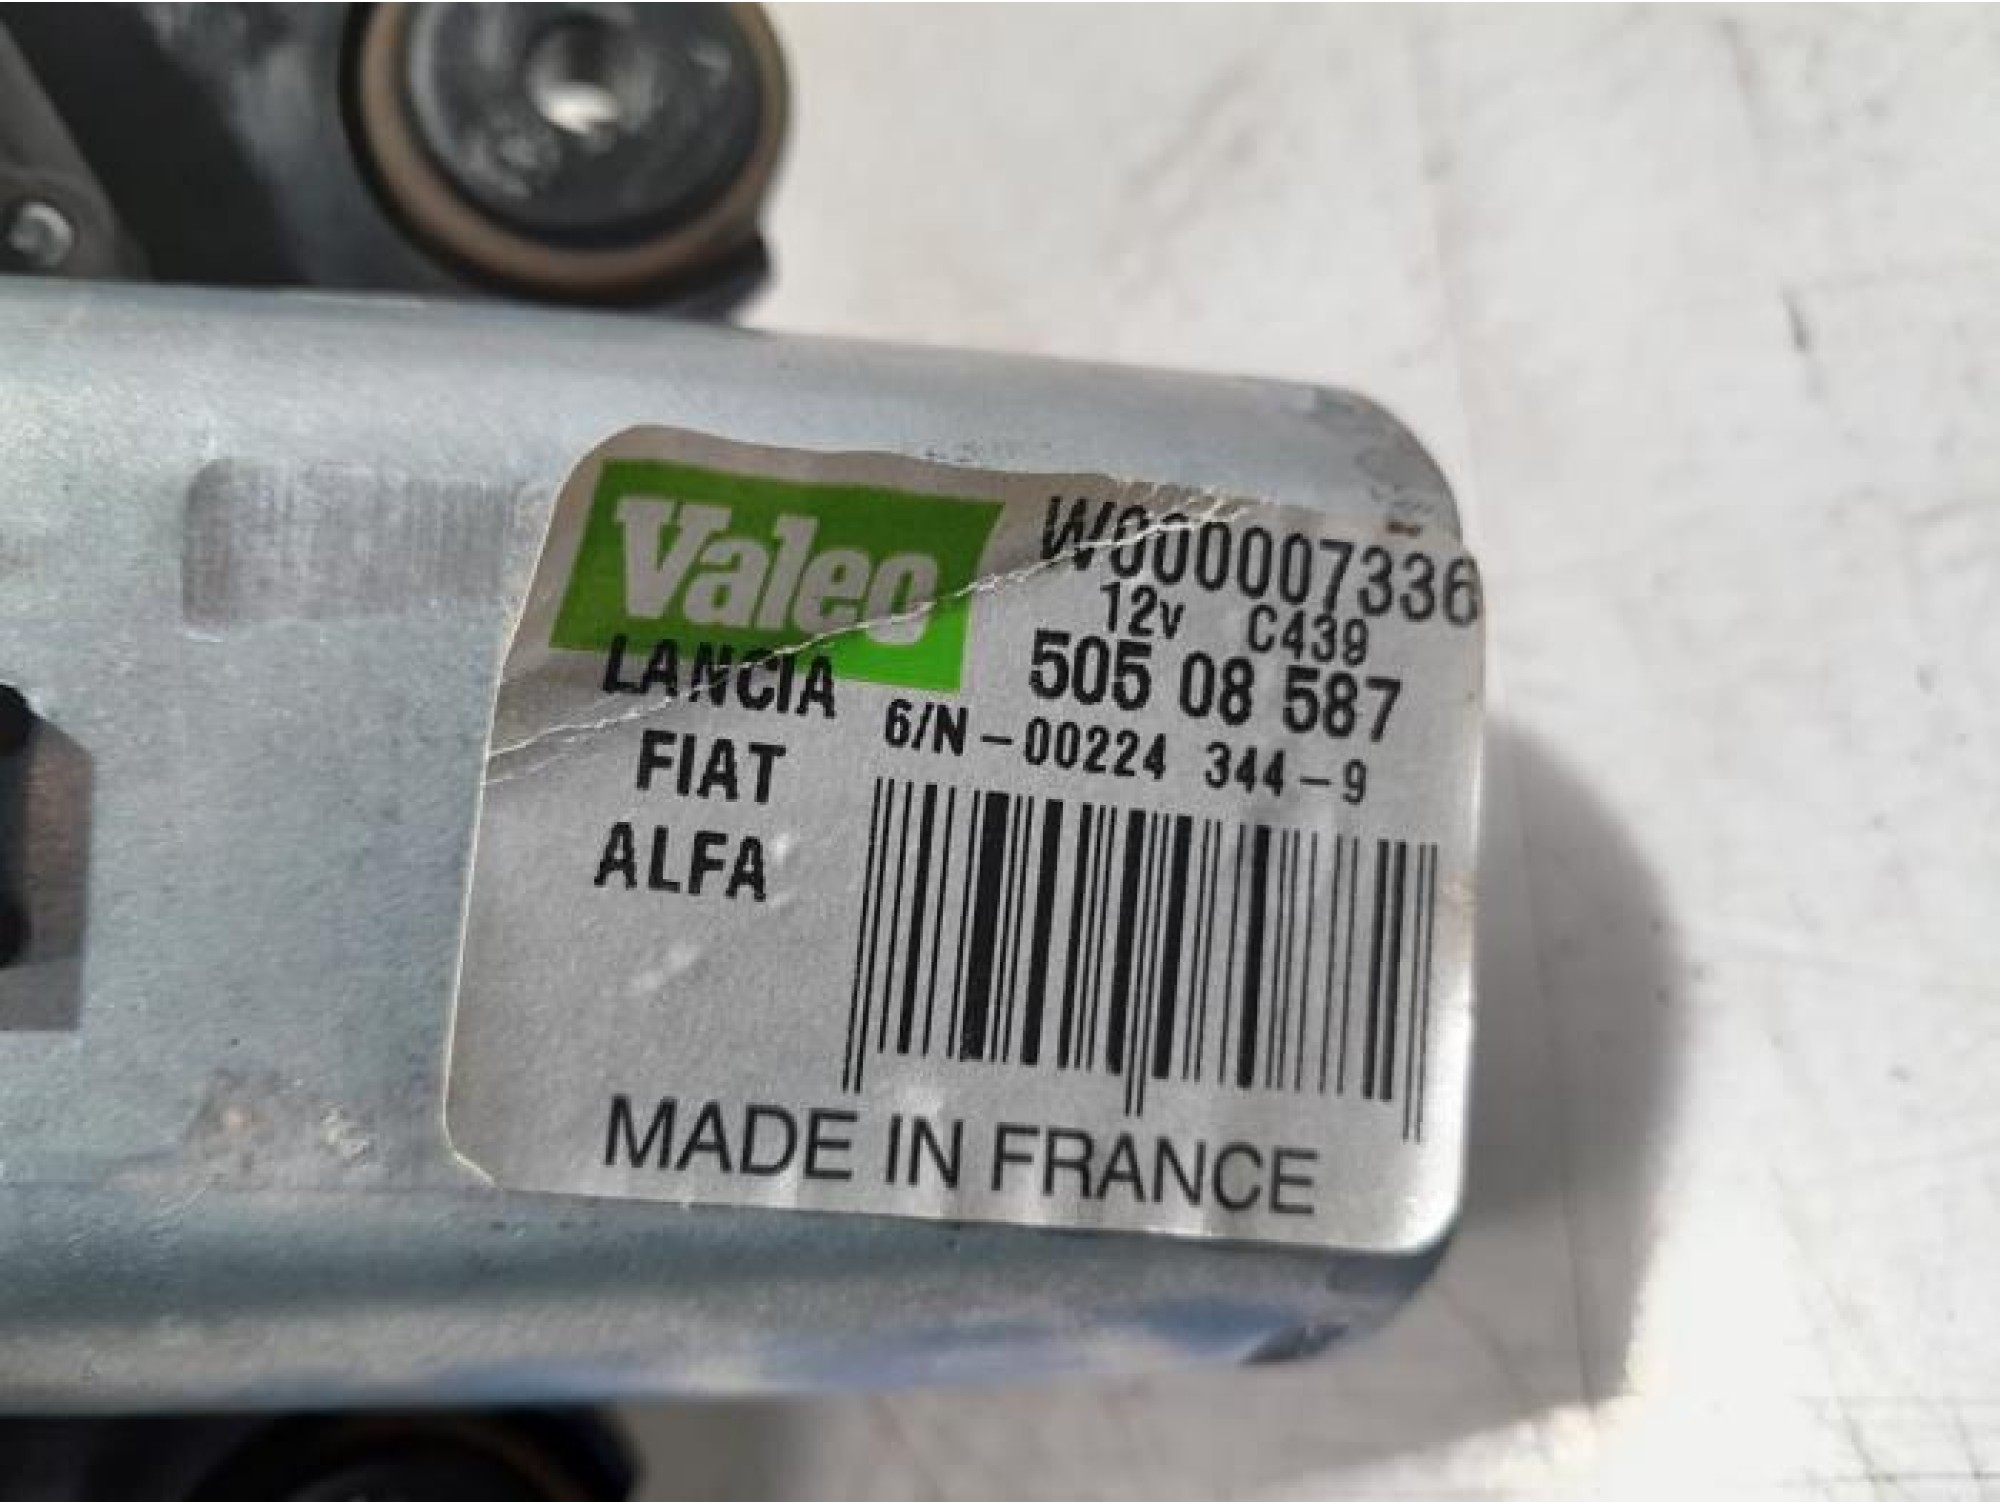 Valeo
W000007336
12v C439
505 08 587
6/N-00224 344-9
LANCIA
FIAT
ALFA
MADE IN FRANCE